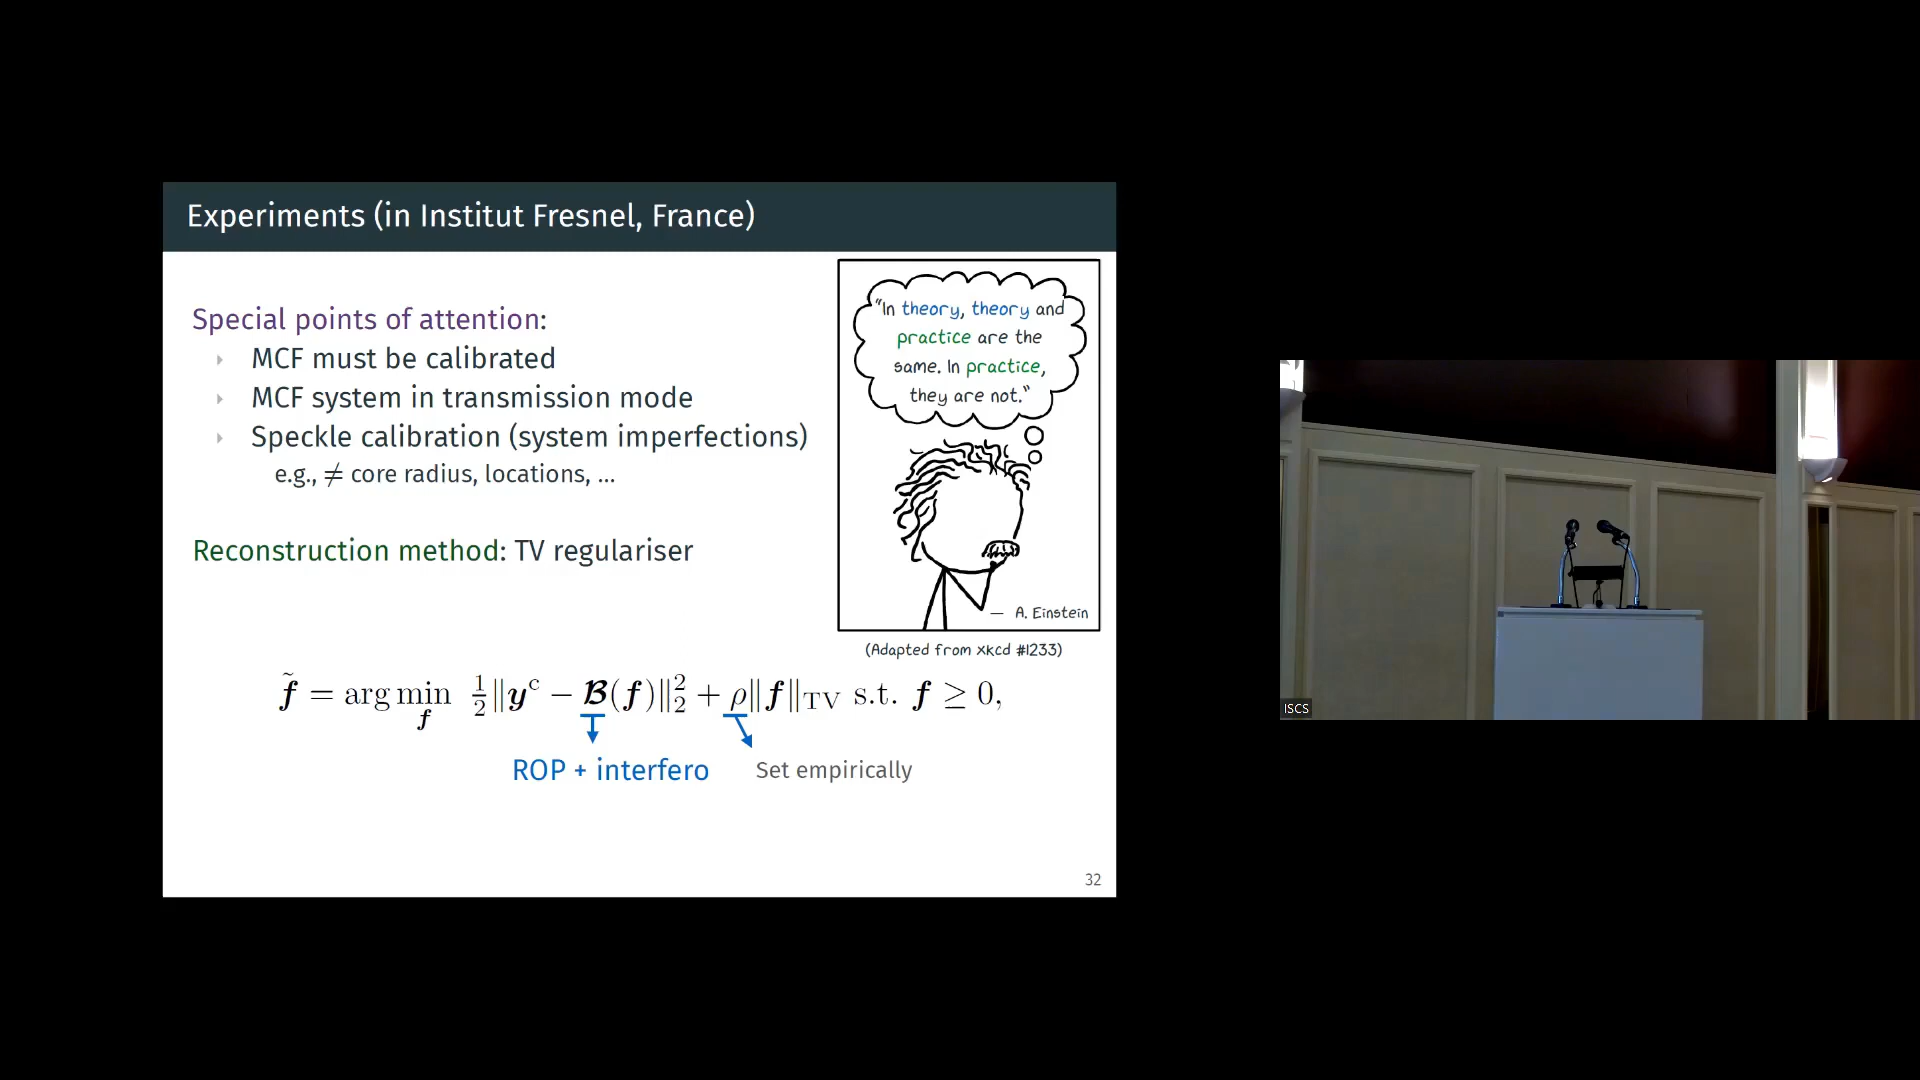 Experiments (in Institut Fresnel, France)
Special points of attention:
MCF must be calibrated
MCF system in transmission mode
Speckle calibration (system imperfections)
e.g., ≠ core radius, locations, ...
Reconstruction method: TV regulariser
"In theory, theory and
practice are the
same. In practice,
they are not."
— A. Einstein
(Adapted from xkcd #1233)
f̃ = arg min_f ½‖y^c − B(f)‖₂² + ρ‖f‖_TV s.t. f ≥ 0,
ROP + interfero
Set empirically
32
ISCS